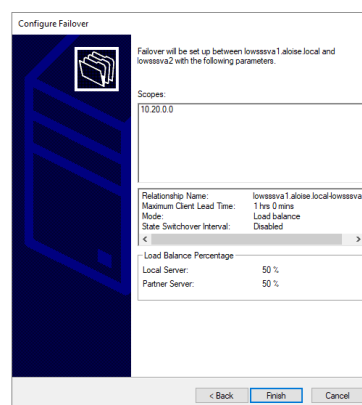 Configure Failover
Failover will be set up between lowsssva1.aloise.local and
lowsssva2 with the following parameters.
Scopes:
10.20.0.0
Relationship Name: lowsssva1.aloise.local-lowsssva
Maximum Client Lead Time: 1 hrs 0 mins
Mode: Load balance
State Switchover Interval: Disabled
Load Balance Percentage
Local Server: 50 %
Partner Server: 50 %
< Back Finish Cancel